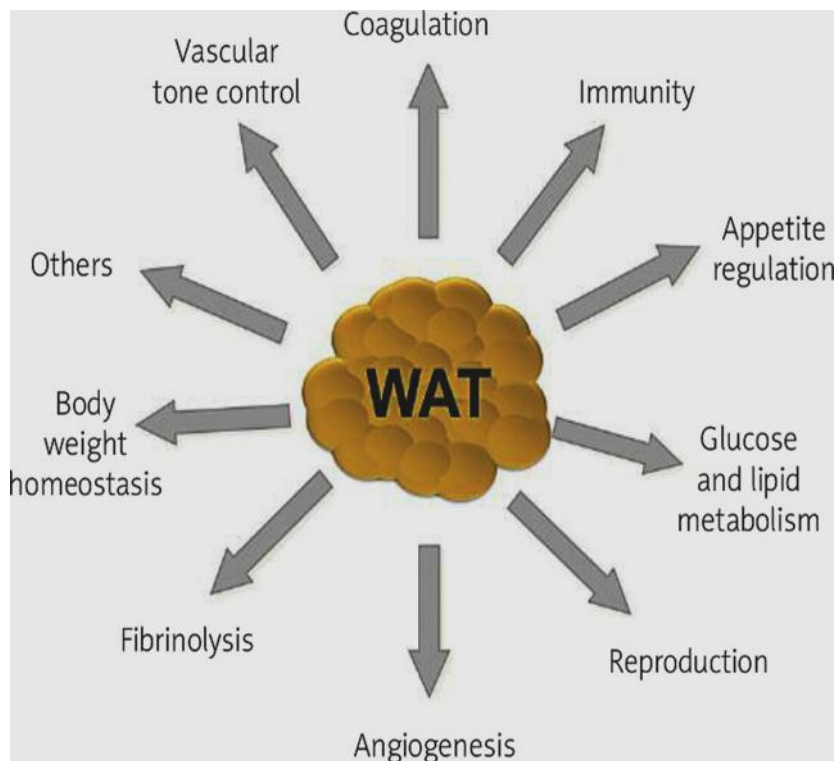 Coagulation
Vascular
tone control
Immunity
Appetite
regulation
Others
WAT
Body
weight
homeostasis
Glucose
and lipid
metabolism
Fibrinolysis
Reproduction
Angiogenesis